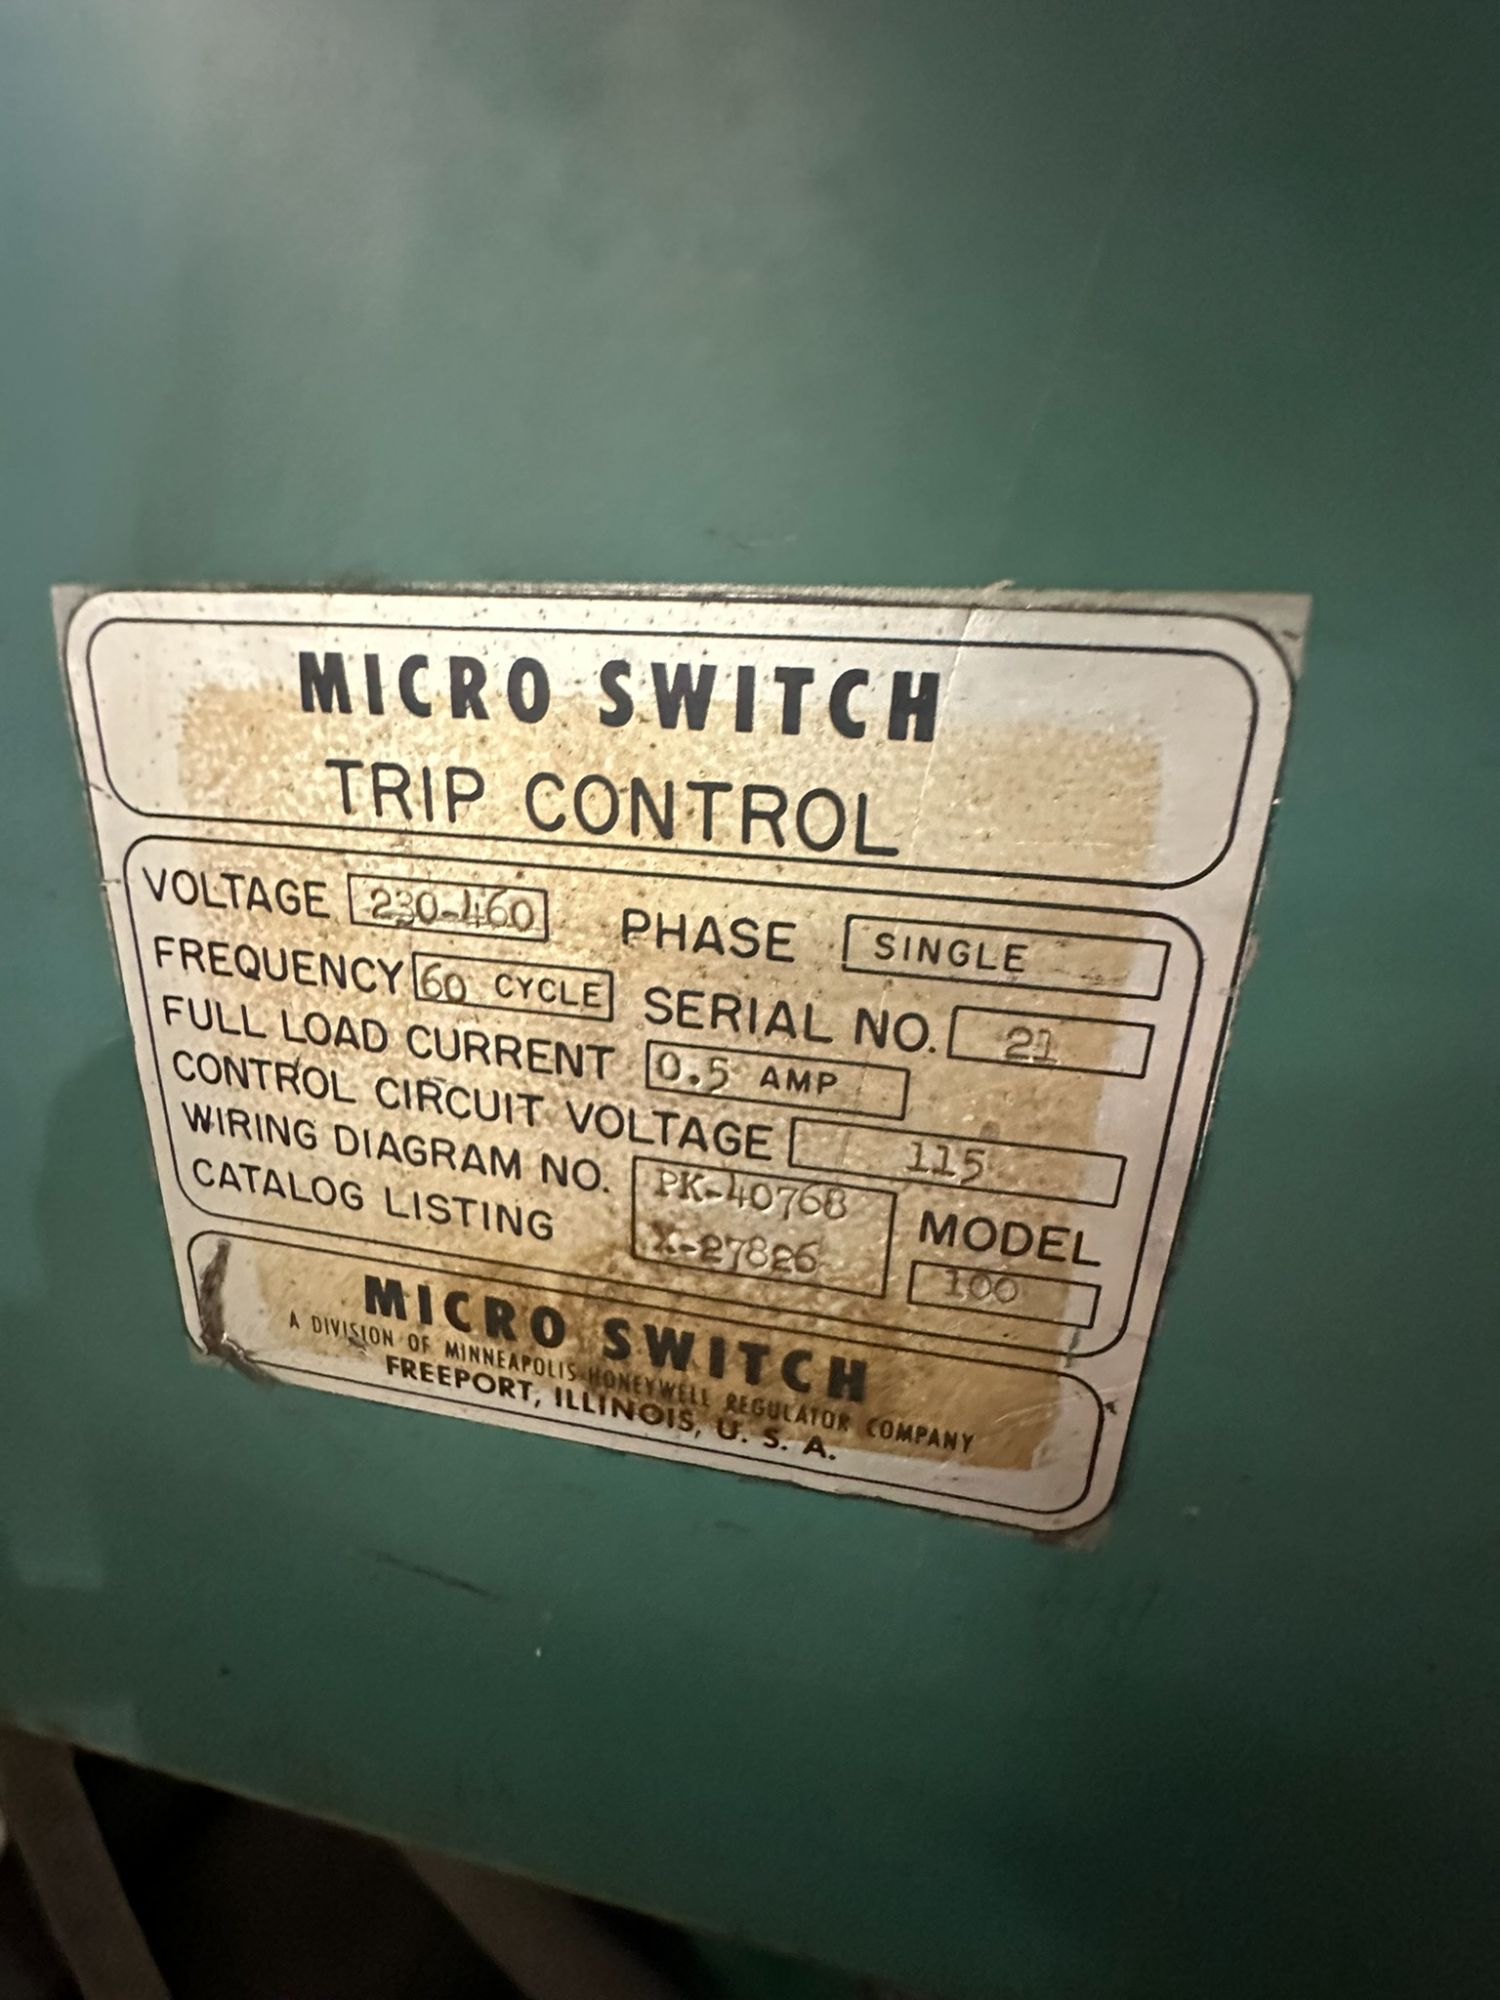 MICRO SWITCH
TRIP CONTROL
VOLTAGE 230-460 PHASE SINGLE
FREQUENCY 60 CYCLE SERIAL NO. 21
FULL LOAD CURRENT 0.5 AMP
CONTROL CIRCUIT VOLTAGE 115
WIRING DIAGRAM NO. PK-40768 MODEL
CATALOG LISTING X-27826 100
MICRO SWITCH
A DIVISION OF MINNEAPOLIS-HONEYWELL REGULATOR COMPANY
FREEPORT, ILLINOIS, U. S. A.